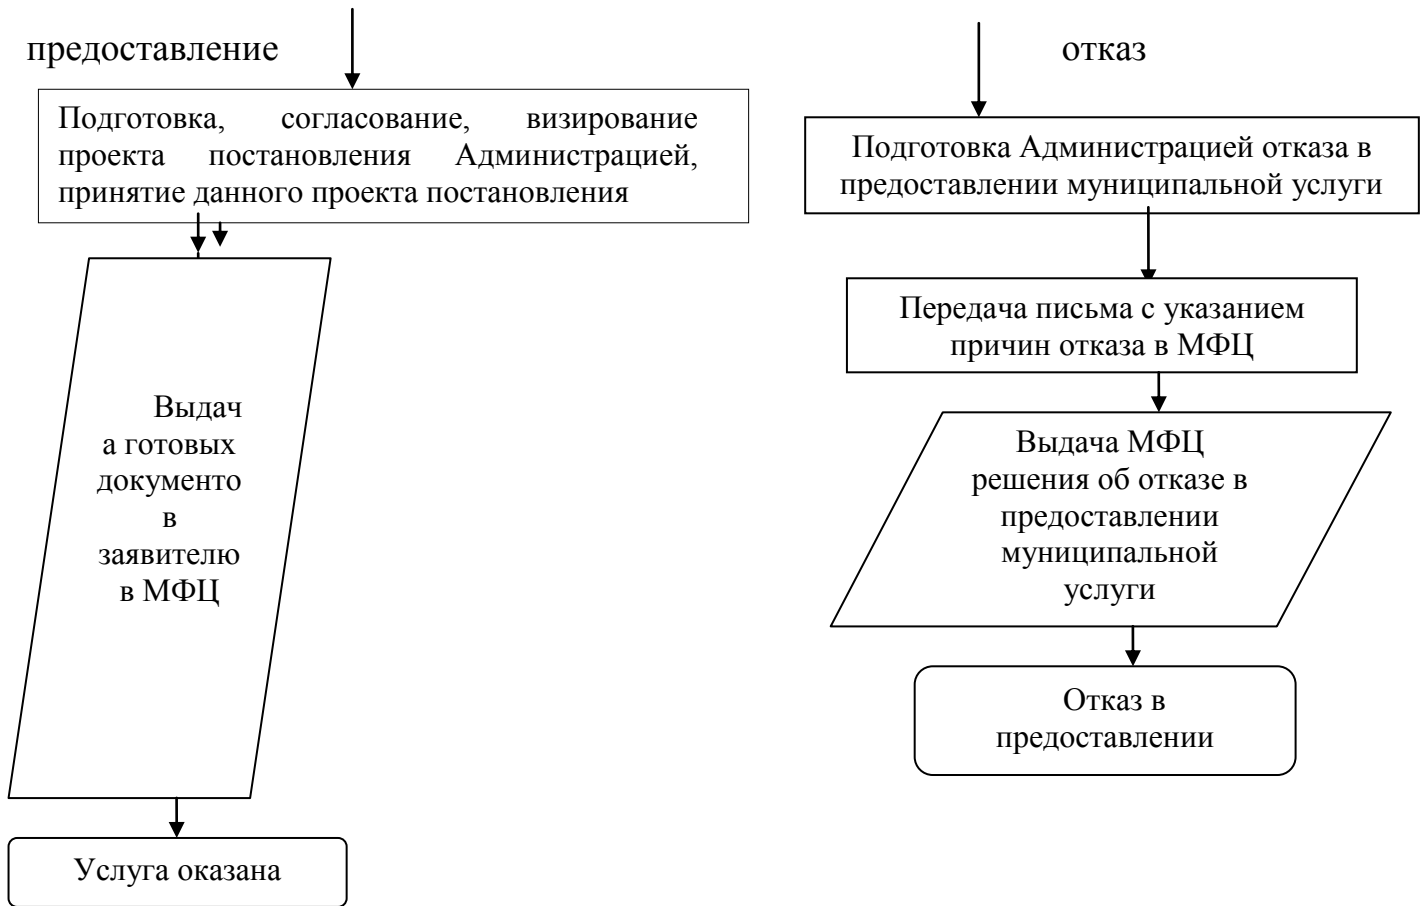 предоставление
Подготовка, согласование, визирование
проекта постановления Администрацией,
принятие данного проекта постановления
Выдач
а готовых
документо
в
заявителю
в МФЦ
Услуга оказана
отказ
Подготовка Администрацией отказа в
предоставлении муниципальной услуги
Передача письма с указанием
причин отказа в МФЦ
Выдача МФЦ
решения об отказе в
предоставлении
муниципальной
услуги
Отказ в
предоставлении